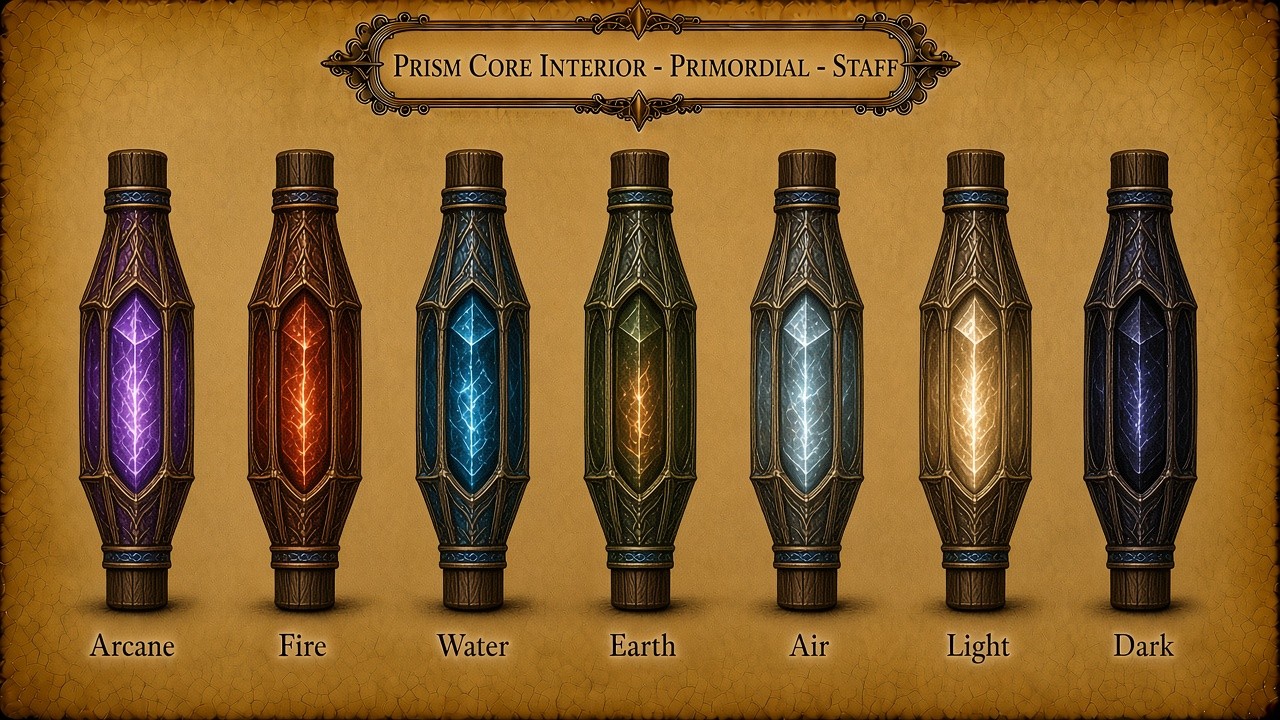 Prism Core Interior - Primordial - Staff
Arcane
Fire
Water
Earth
Air
Light
Dark